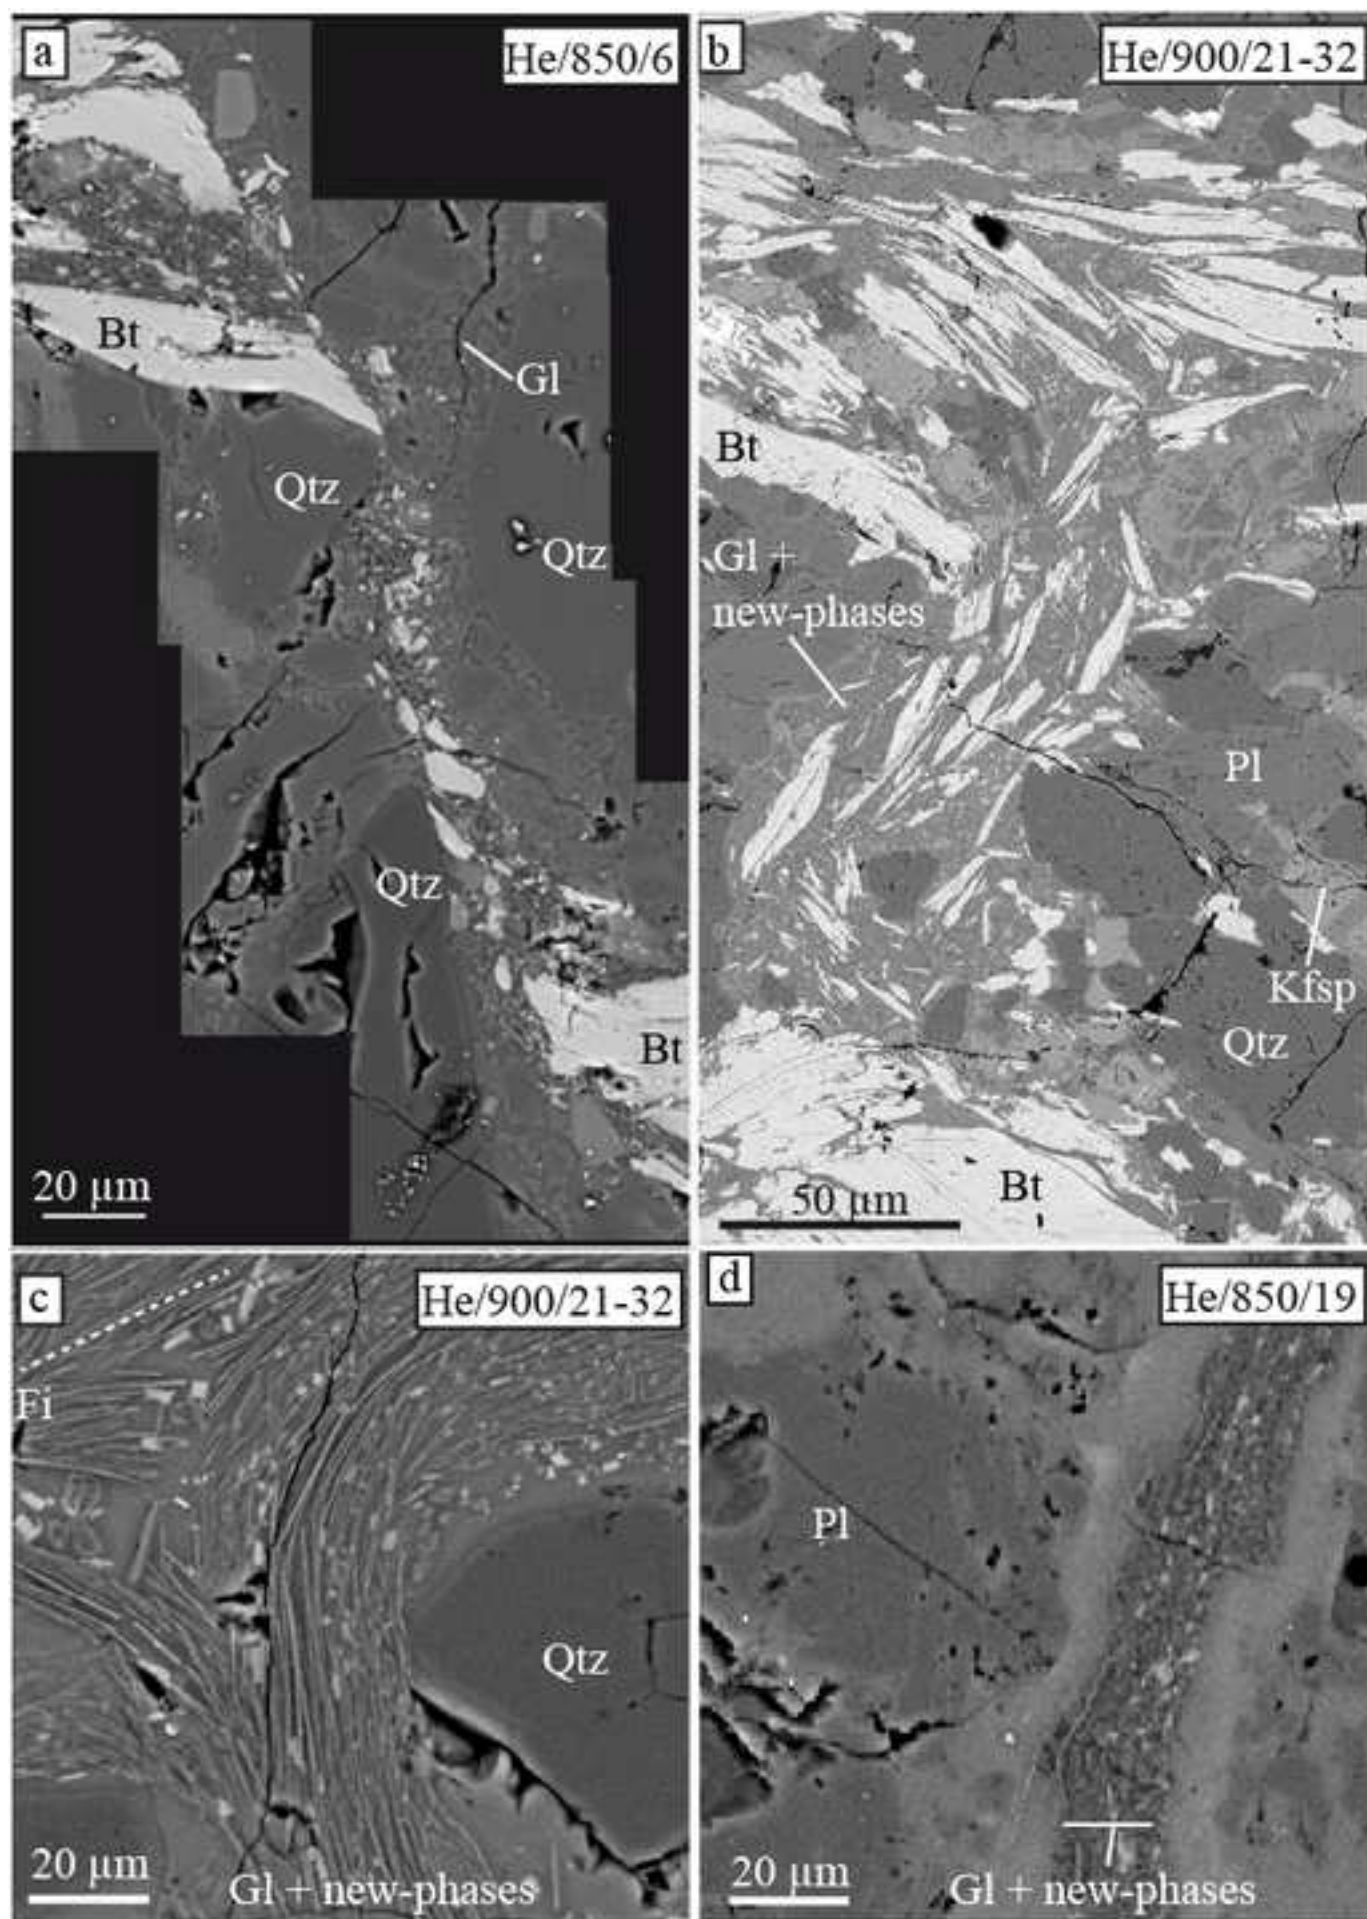 a
He/850/6
Bt
Gl
Qtz
Qtz
Qtz
Bt
20 µm
b
He/900/21-32
Bt
Gl +
new-phases
Pl
Kfsp
Qtz
Bt
50 µm
c
He/900/21-32
Fi
Qtz
20 µm
Gl + new-phases
d
He/850/19
Pl
20 µm
Gl + new-phases